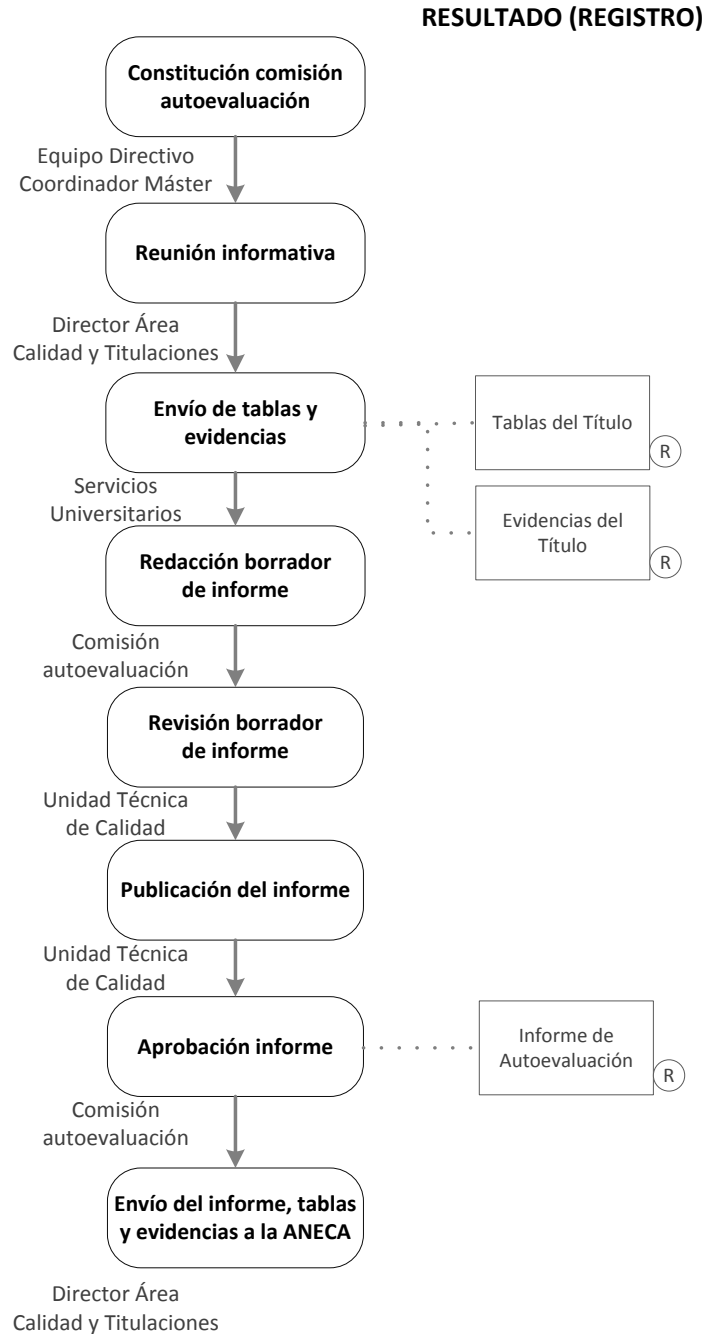 RESULTADO (REGISTRO)
Constitución comisión
autoevaluación
Equipo Directivo
Coordinador Máster
Reunión informativa
Director Área
Calidad y Titulaciones
Envío de tablas y
evidencias
Tablas del Título
R
Servicios
Universitarios
Evidencias del
Título
R
Redacción borrador
de informe
Comisión
autoevaluación
Revisión borrador
de informe
Unidad Técnica
de Calidad
Publicación del informe
Unidad Técnica
de Calidad
Aprobación informe
Informe de
Autoevaluación
R
Comisión
autoevaluación
Envío del informe, tablas
y evidencias a la ANECA
Director Área
Calidad y Titulaciones